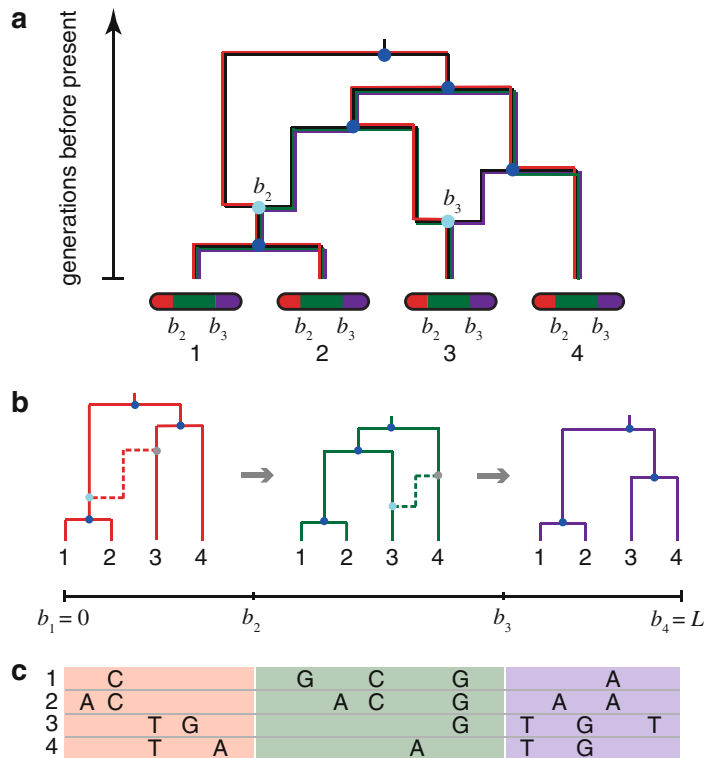 a
generations before present
b2
b3
b2 b3 b2 b3 b2 b3 b2 b3
1 2 3 4
b
1 2 3 4 1 2 3 4 1 2 3 4
b1 = 0 b2 b3 b4 = L
c
1 C G C G A
2 A C A C G A A
3 T G G T G T
4 T A A T G